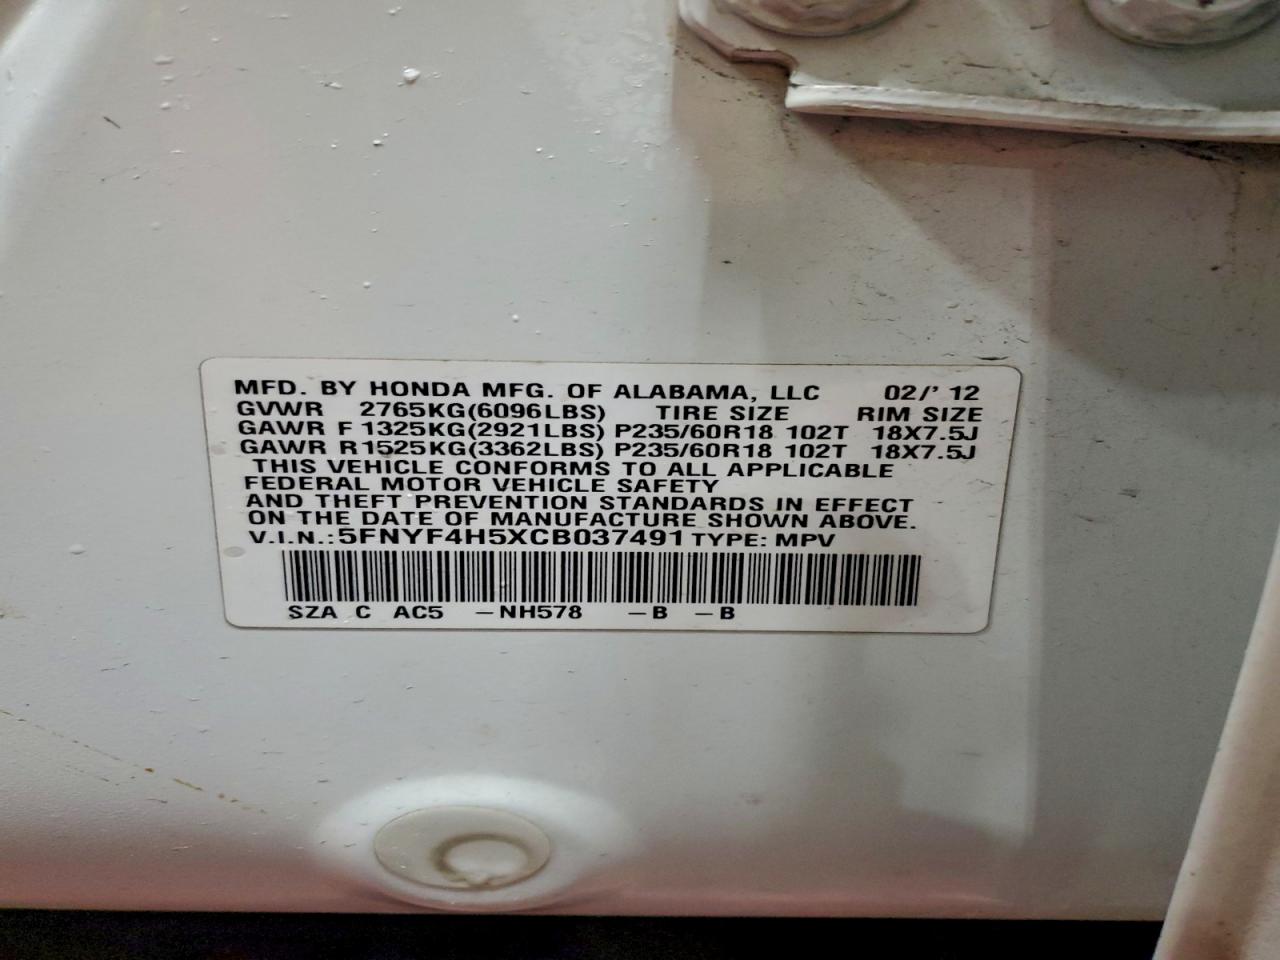 MFD. BY HONDA MFG. OF ALABAMA, LLC 02/' 12
GVWR 2765KG(6096LBS) TIRE SIZE RIM SIZE
GAWR F 1325KG(2921LBS) P235/60R18 102T 18X7.5J
GAWR R 1525KG(3362LBS) P235/60R18 102T 18X7.5J
THIS VEHICLE CONFORMS TO ALL APPLICABLE
FEDERAL MOTOR VEHICLE SAFETY
AND THEFT PREVENTION STANDARDS IN EFFECT
ON THE DATE OF MANUFACTURE SHOWN ABOVE.
V.I.N.: 5FNYF4H5XCB037491 TYPE: MPV
SZA C AC5 –NH578 –B –B